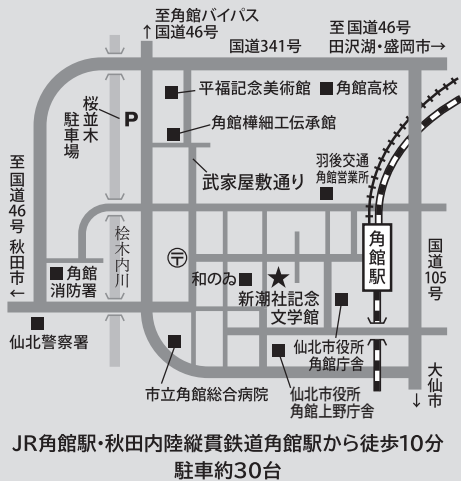 至角館バイパス
↑国道46号
国道341号
至国道46号
田沢湖・盛岡市→
桜並木
駐車場
P
平福記念美術館
角館高校
角館樺細工伝承館
武家屋敷通り
羽後交通
角館営業所
至国道46号 秋田市←
桧木内川
角館
消防署
〒
和のゐ
★
新潮社記念
文学館
角館駅
国道105号
仙北市役所
角館庁舎
仙北警察署
市立角館総合病院
仙北市役所
角館上野庁舎
大仙市
↓
JR角館駅・秋田内陸縦貫鉄道角館駅から徒歩10分
駐車約30台